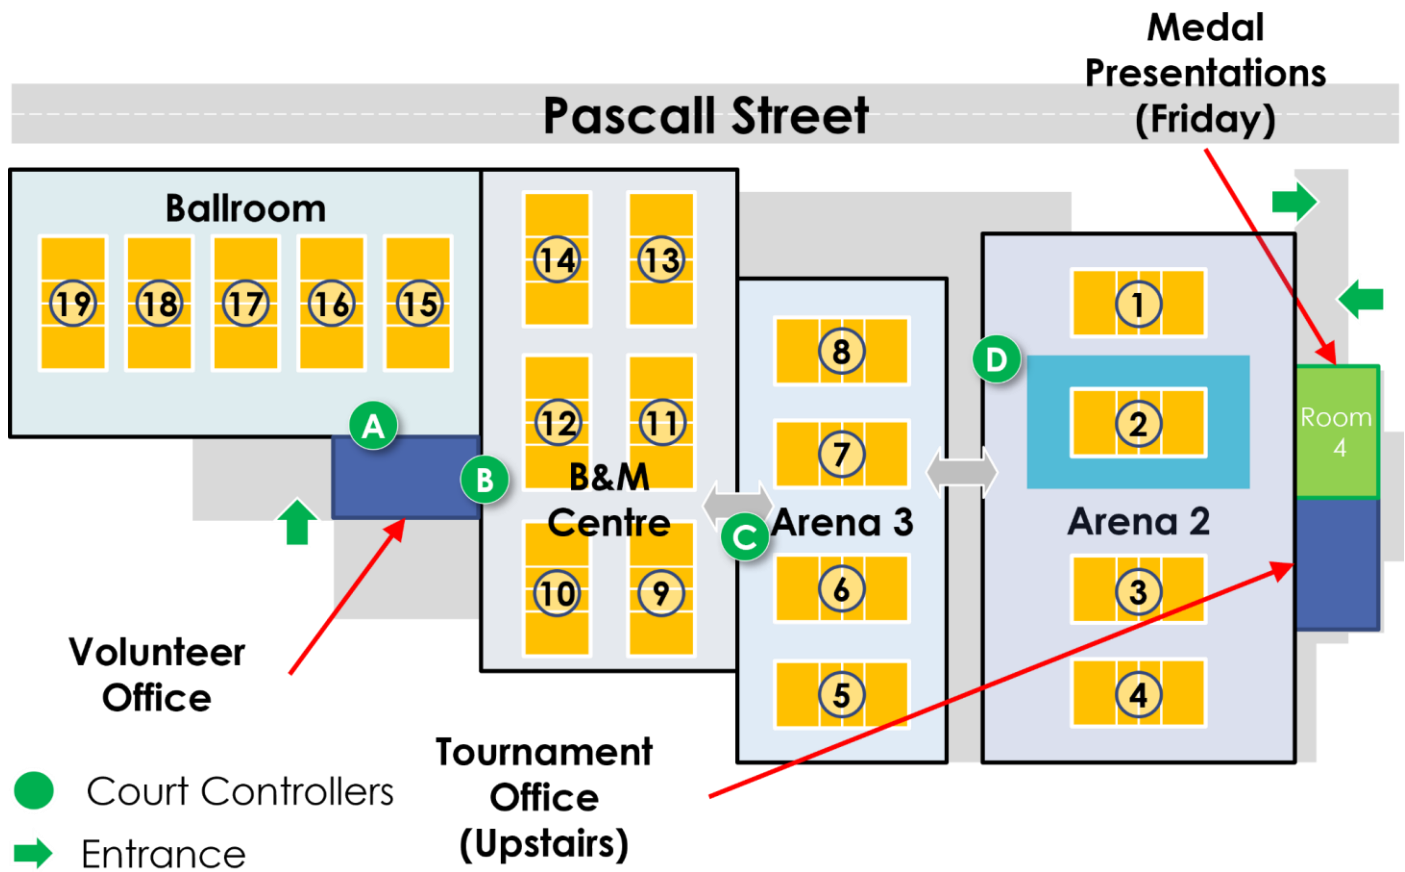 Medal
Presentations
(Friday)
Pascall Street
Ballroom
19
18
17
16
15
14
13
12
11
B&M
Centre
10
9
8
7
Arena 3
6
5
1
2
Arena 2
3
4
Room
4
A
B
C
D
Volunteer
Office
Tournament
Office
(Upstairs)
Court Controllers
Entrance